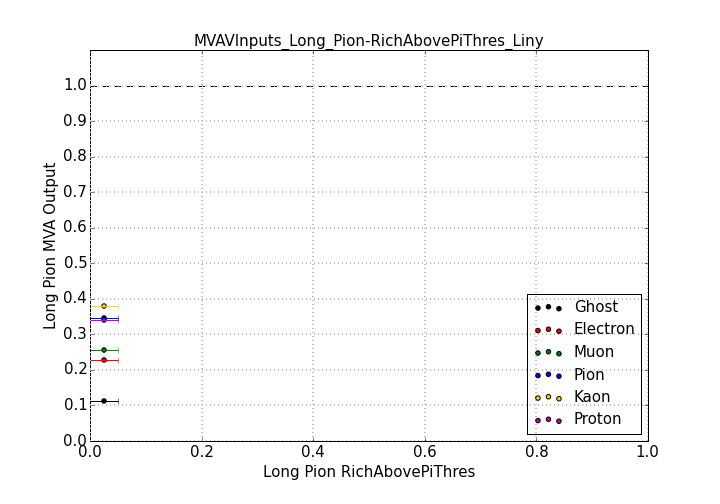 MVAVInputs_Long_Pion-RichAbovePiThres_Liny
1.0
0.9
0.8
0.7
0.6
0.5
0.4
0.3
0.2
0.1
0.0
Long Pion MVA Output
Ghost
Electron
Muon
Pion
Kaon
Proton
0.0 0.2 0.4 0.6 0.8 1.0
Long Pion RichAbovePiThres